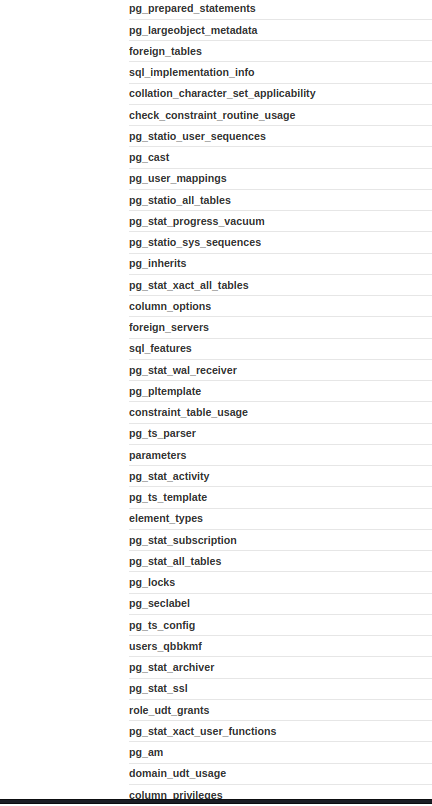 pg_prepared_statements
pg_largeobject_metadata
foreign_tables
sql_implementation_info
collation_character_set_applicability
check_constraint_routine_usage
pg_statio_user_sequences
pg_cast
pg_user_mappings
pg_statio_all_tables
pg_stat_progress_vacuum
pg_statio_sys_sequences
pg_inherits
pg_stat_xact_all_tables
column_options
foreign_servers
sql_features
pg_stat_wal_receiver
pg_pltemplate
constraint_table_usage
pg_ts_parser
parameters
pg_stat_activity
pg_ts_template
element_types
pg_stat_subscription
pg_stat_all_tables
pg_locks
pg_seclabel
pg_ts_config
users_qbbkmf
pg_stat_archiver
pg_stat_ssl
role_udt_grants
pg_stat_xact_user_functions
pg_am
domain_udt_usage
column_privileges